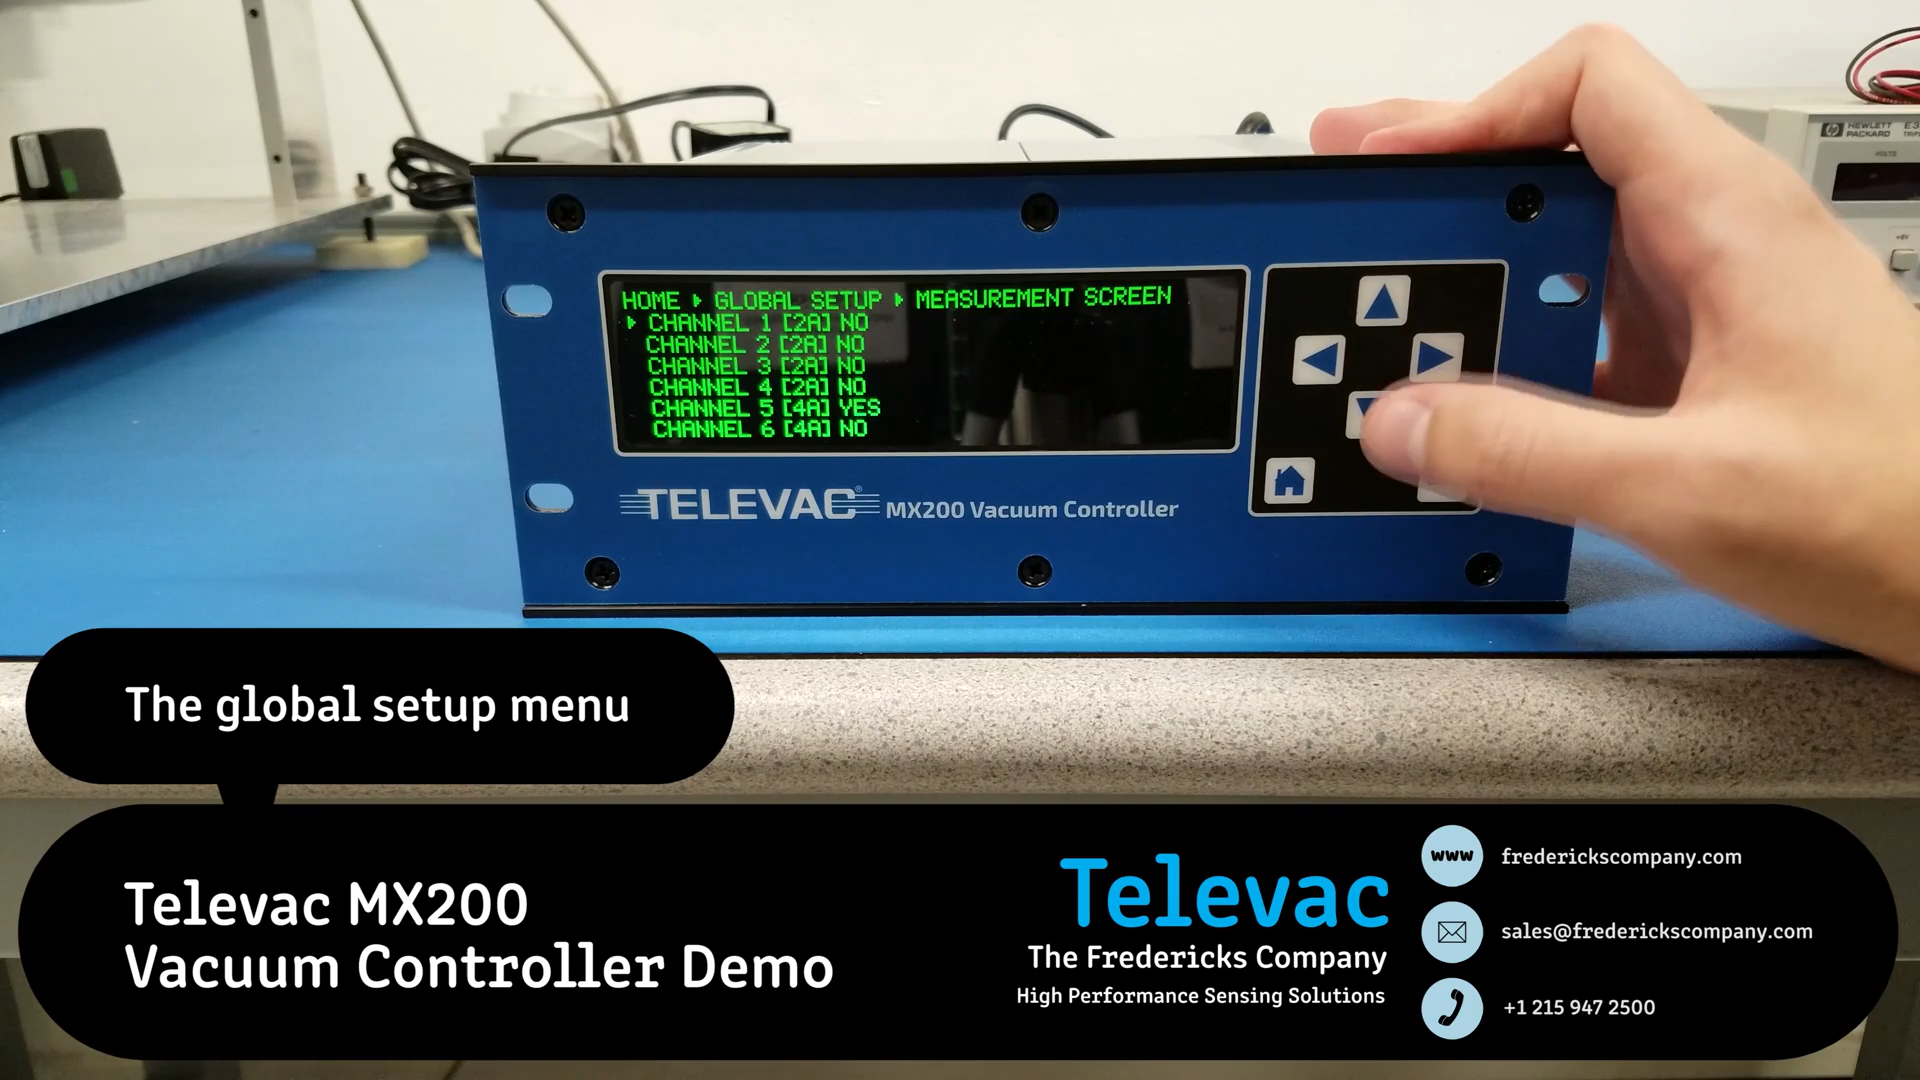 HEWLETT
PACKARD
VOLTS
+6V
HOME ▶ GLOBAL SETUP ▶ MEASUREMENT SCREEN
▶ CHANNEL 1 [2A] NO
CHANNEL 2 [2A] NO
CHANNEL 3 [2A] NO
CHANNEL 4 [2A] NO
CHANNEL 5 [4A] YES
CHANNEL 6 [4A] NO
TELEVAC® MX200 Vacuum Controller
The global setup menu
Televac MX200
Vacuum Controller Demo
Televac
The Fredericks Company
High Performance Sensing Solutions
www frederickscompany.com
sales@frederickscompany.com
+1 215 947 2500